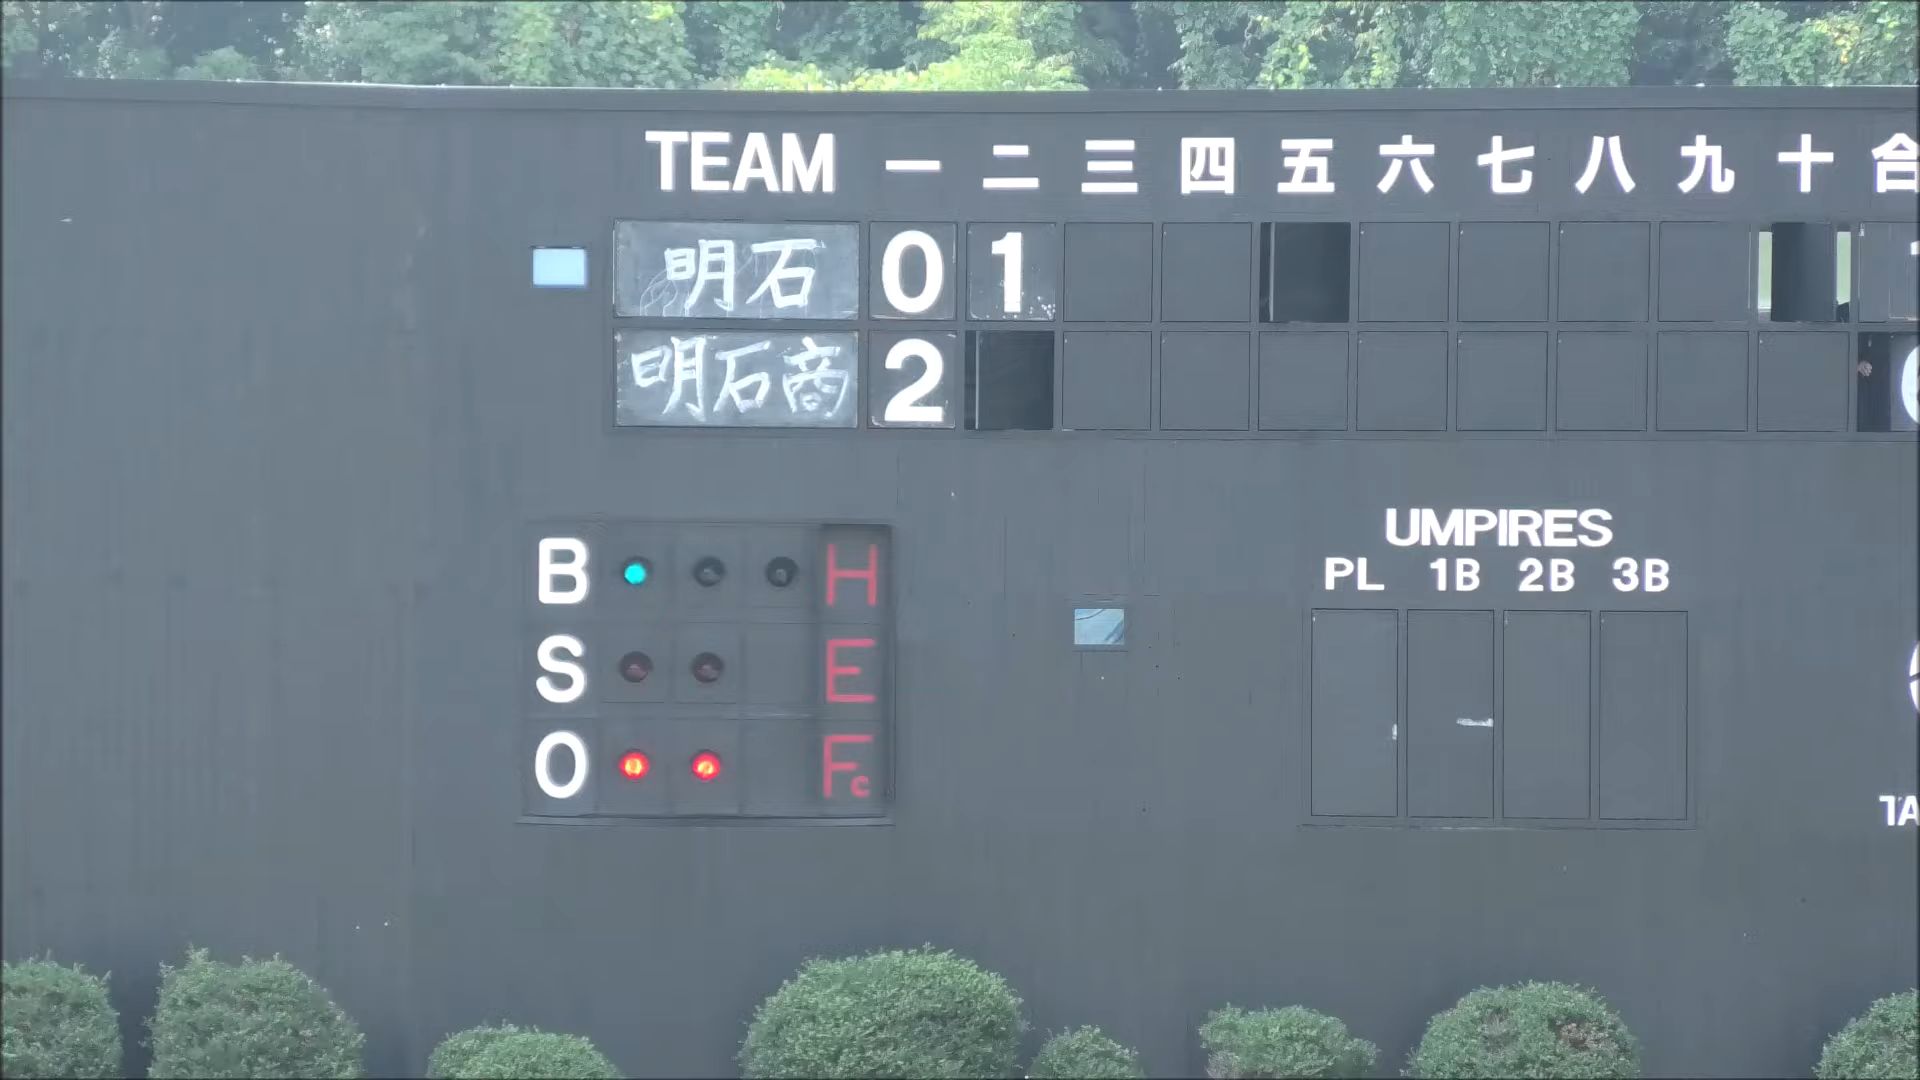 TEAM 一 二 三 四 五 六 七 八 九 十 合
明石 0 1
明石商 2
UMPIRES
PL 1B 2B 3B
B H
S E
O Fc